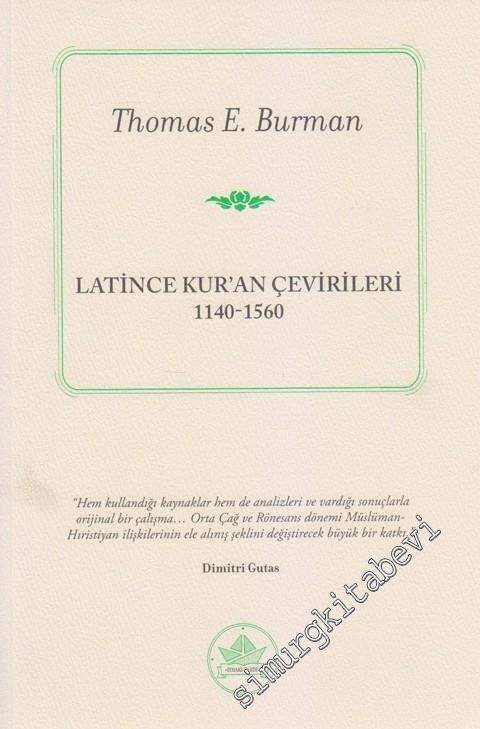 Thomas E. Burman
LATİNCE KUR'AN ÇEVİRİLERİ
1140-1560
"Hem kullandığı kaynaklar hem de analizleri ve vardığı sonuçlarla
orijinal bir çalışma… Orta Çağ ve Rönesans dönemi Müslüman-
Hıristiyan ilişkilerinin ele alınış şeklini değiştirecek büyük bir katkı
Dimitri Gutas
simurgkitabevi